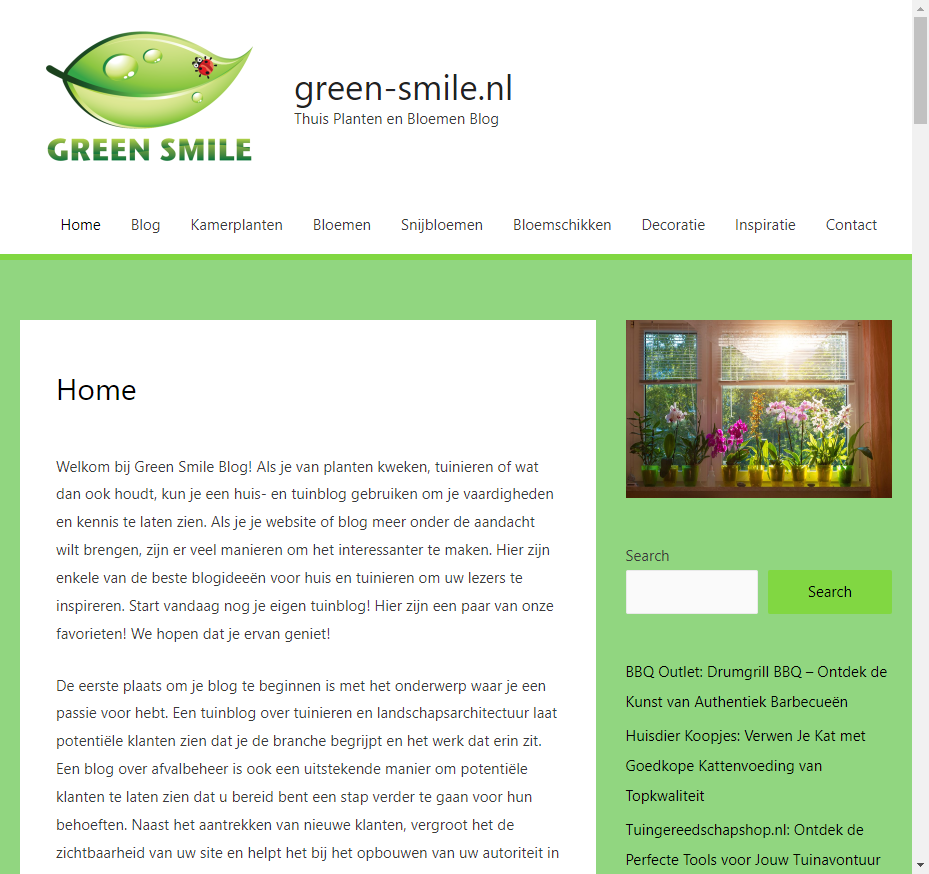 GREEN SMILE
green-smile.nl
Thuis Planten en Bloemen Blog
Home Blog Kamerplanten Bloemen Snijbloemen Bloemschikken Decoratie Inspiratie Contact
Home
Welkom bij Green Smile Blog! Als je van planten kweken, tuinieren of wat
dan ook houdt, kun je een huis- en tuinblog gebruiken om je vaardigheden
en kennis te laten zien. Als je je website of blog meer onder de aandacht
wilt brengen, zijn er veel manieren om het interessanter te maken. Hier zijn
enkele van de beste blogideeën voor huis en tuinieren om uw lezers te
inspireren. Start vandaag nog je eigen tuinblog! Hier zijn een paar van onze
favorieten! We hopen dat je ervan geniet!
De eerste plaats om je blog te beginnen is met het onderwerp waar je een
passie voor hebt. Een tuinblog over tuinieren en landschapsarchitectuur laat
potentiële klanten zien dat je de branche begrijpt en het werk dat erin zit.
Een blog over afvalbeheer is ook een uitstekende manier om potentiële
klanten te laten zien dat u bereid bent een stap verder te gaan voor hun
behoeften. Naast het aantrekken van nieuwe klanten, vergroot het de
zichtbaarheid van uw site en helpt het bij het opbouwen van uw autoriteit in
Search
Search
BBQ Outlet: Drumgrill BBQ – Ontdek de
Kunst van Authentiek Barbecueën
Huisdier Koopjes: Verwen Je Kat met
Goedkope Kattenvoeding van
Topkwaliteit
Tuingereedschapshop.nl: Ontdek de
Perfecte Tools voor Jouw Tuinavontuur